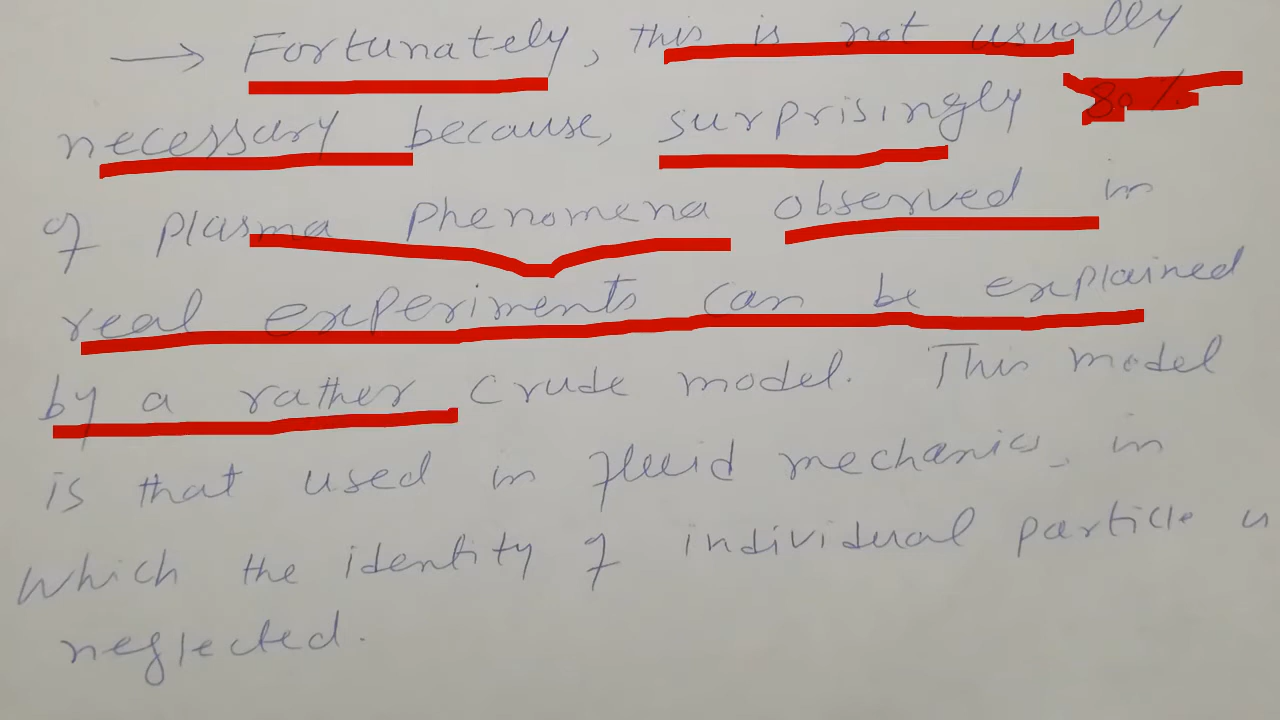 → Fortunately, this is not usually
necessary because, surprisingly 80%
of plasma phenomena observed in
real experiments can be explained
by a rather crude model. This model
is that used in fluid mechanics, in
which the identity of individual particle is
neglected.